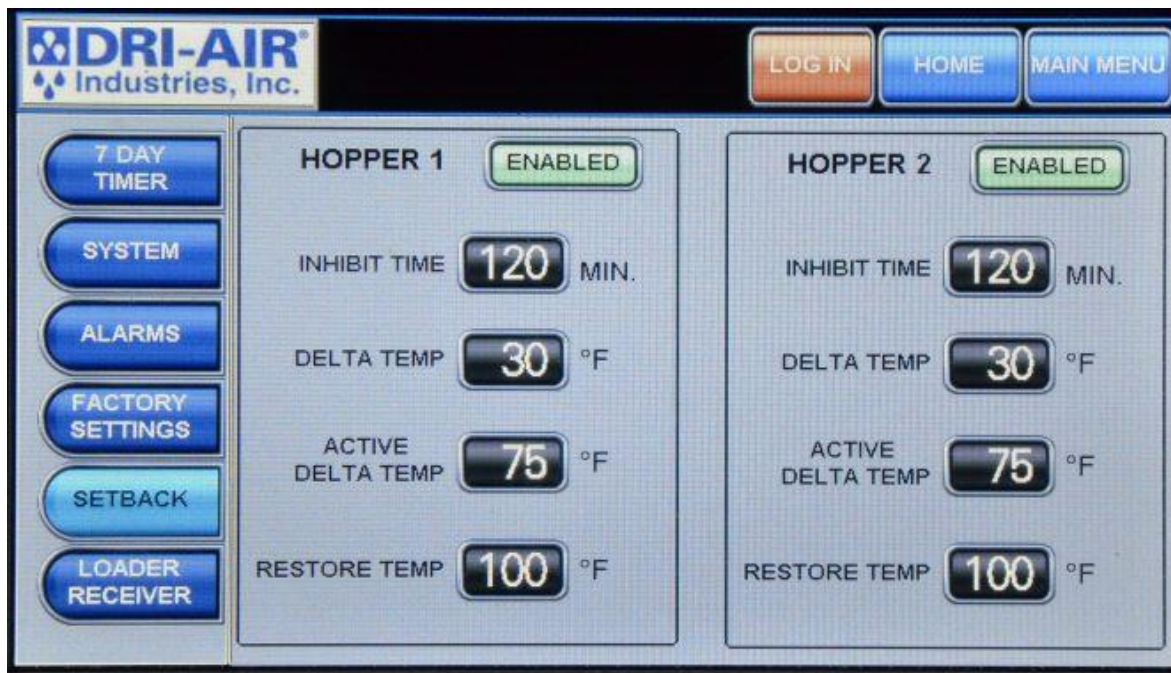 DRI-AIR®
Industries, Inc.
LOG IN
HOME
MAIN MENU
7 DAY
TIMER
SYSTEM
ALARMS
FACTORY
SETTINGS
SETBACK
LOADER
RECEIVER
HOPPER 1 ENABLED
INHIBIT TIME 120 MIN.
DELTA TEMP 30 °F
ACTIVE
DELTA TEMP 75 °F
RESTORE TEMP 100 °F
HOPPER 2 ENABLED
INHIBIT TIME 120 MIN.
DELTA TEMP 30 °F
ACTIVE
DELTA TEMP 75 °F
RESTORE TEMP 100 °F